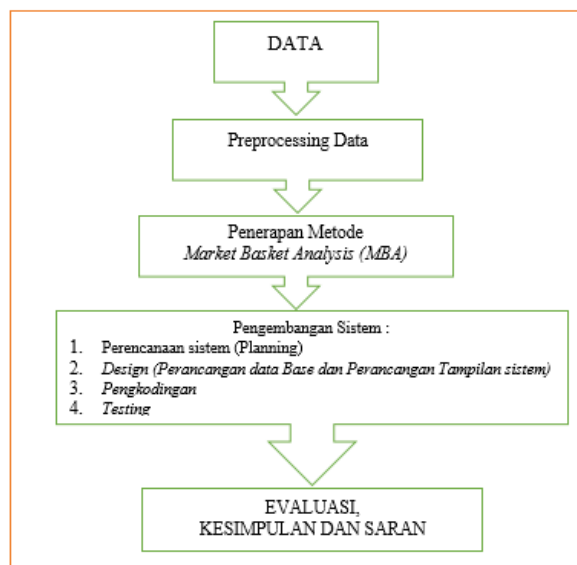 DATA
Preprocessing Data
Penerapan Metode
Market Basket Analysis (MBA)
Pengembangan Sistem :
1. Perencanaan sistem (Planning)
2. Design (Perancangan data Base dan Perancangan Tampilan sistem)
3. Pengkodingan
4. Testing
EVALUASI,
KESIMPULAN DAN SARAN